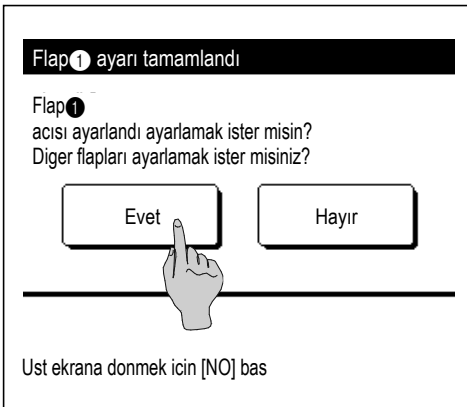 Flap❶ ayarı tamamlandı
Flap❶
acısı ayarlandı ayarlamak ister misin?
Diger flapları ayarlamak ister misiniz?
Evet
Hayır
Ust ekrana donmek icin [NO] bas